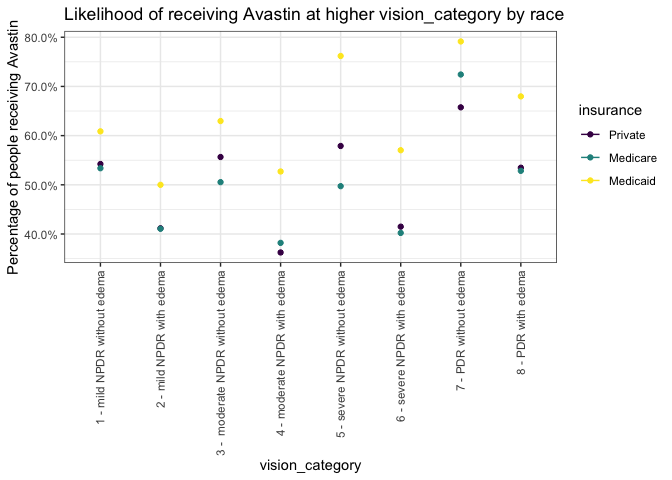 Likelihood of receiving Avastin at higher vision_category by race
Percentage of people receiving Avastin
80.0%
70.0%
60.0%
50.0%
40.0%
1 - mild NPDR without edema
2 - mild NPDR with edema
3 -  moderate NPDR without edema
4 - moderate NPDR with edema
5 - severe NPDR without edema
6 - severe NPDR with edema
7 - PDR without edema
8 - PDR with edema
vision_category
insurance
Private
Medicare
Medicaid